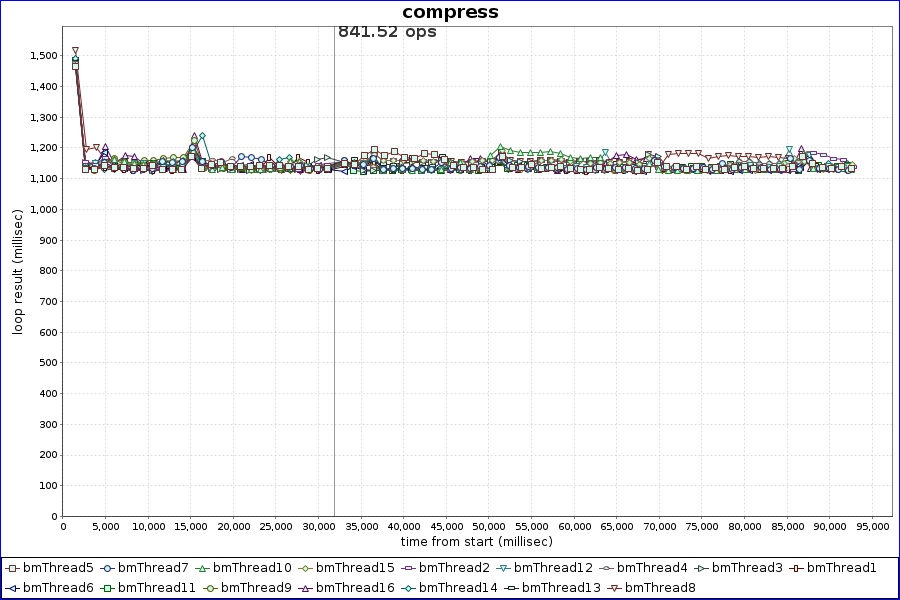 compress
841.52 ops
1,500
1,400
1,300
1,200
1,100
1,000
900
800
700
600
500
400
300
200
100
0
loop result (millisec)
0 5,000 10,000 15,000 20,000 25,000 30,000 35,000 40,000 45,000 50,000 55,000 60,000 65,000 70,000 75,000 80,000 85,000 90,000 95,000
time from start (millisec)
bmThread5 bmThread7 bmThread10 bmThread15 bmThread2 bmThread12 bmThread4 bmThread3 bmThread1
bmThread6 bmThread11 bmThread9 bmThread16 bmThread14 bmThread13 bmThread8